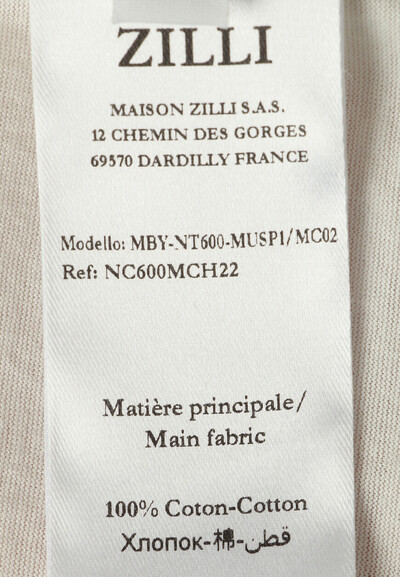 ZILLI
MAISON ZILLI S.A.S.
12 CHEMIN DES GORGES
69570 DARDILLY FRANCE
Modello: MBY-NT600-MUSP1/MC02
Ref: NC600MCH22
Matière principale/
Main fabric
100% Coton-Cotton
Хлопок-棉-قطن